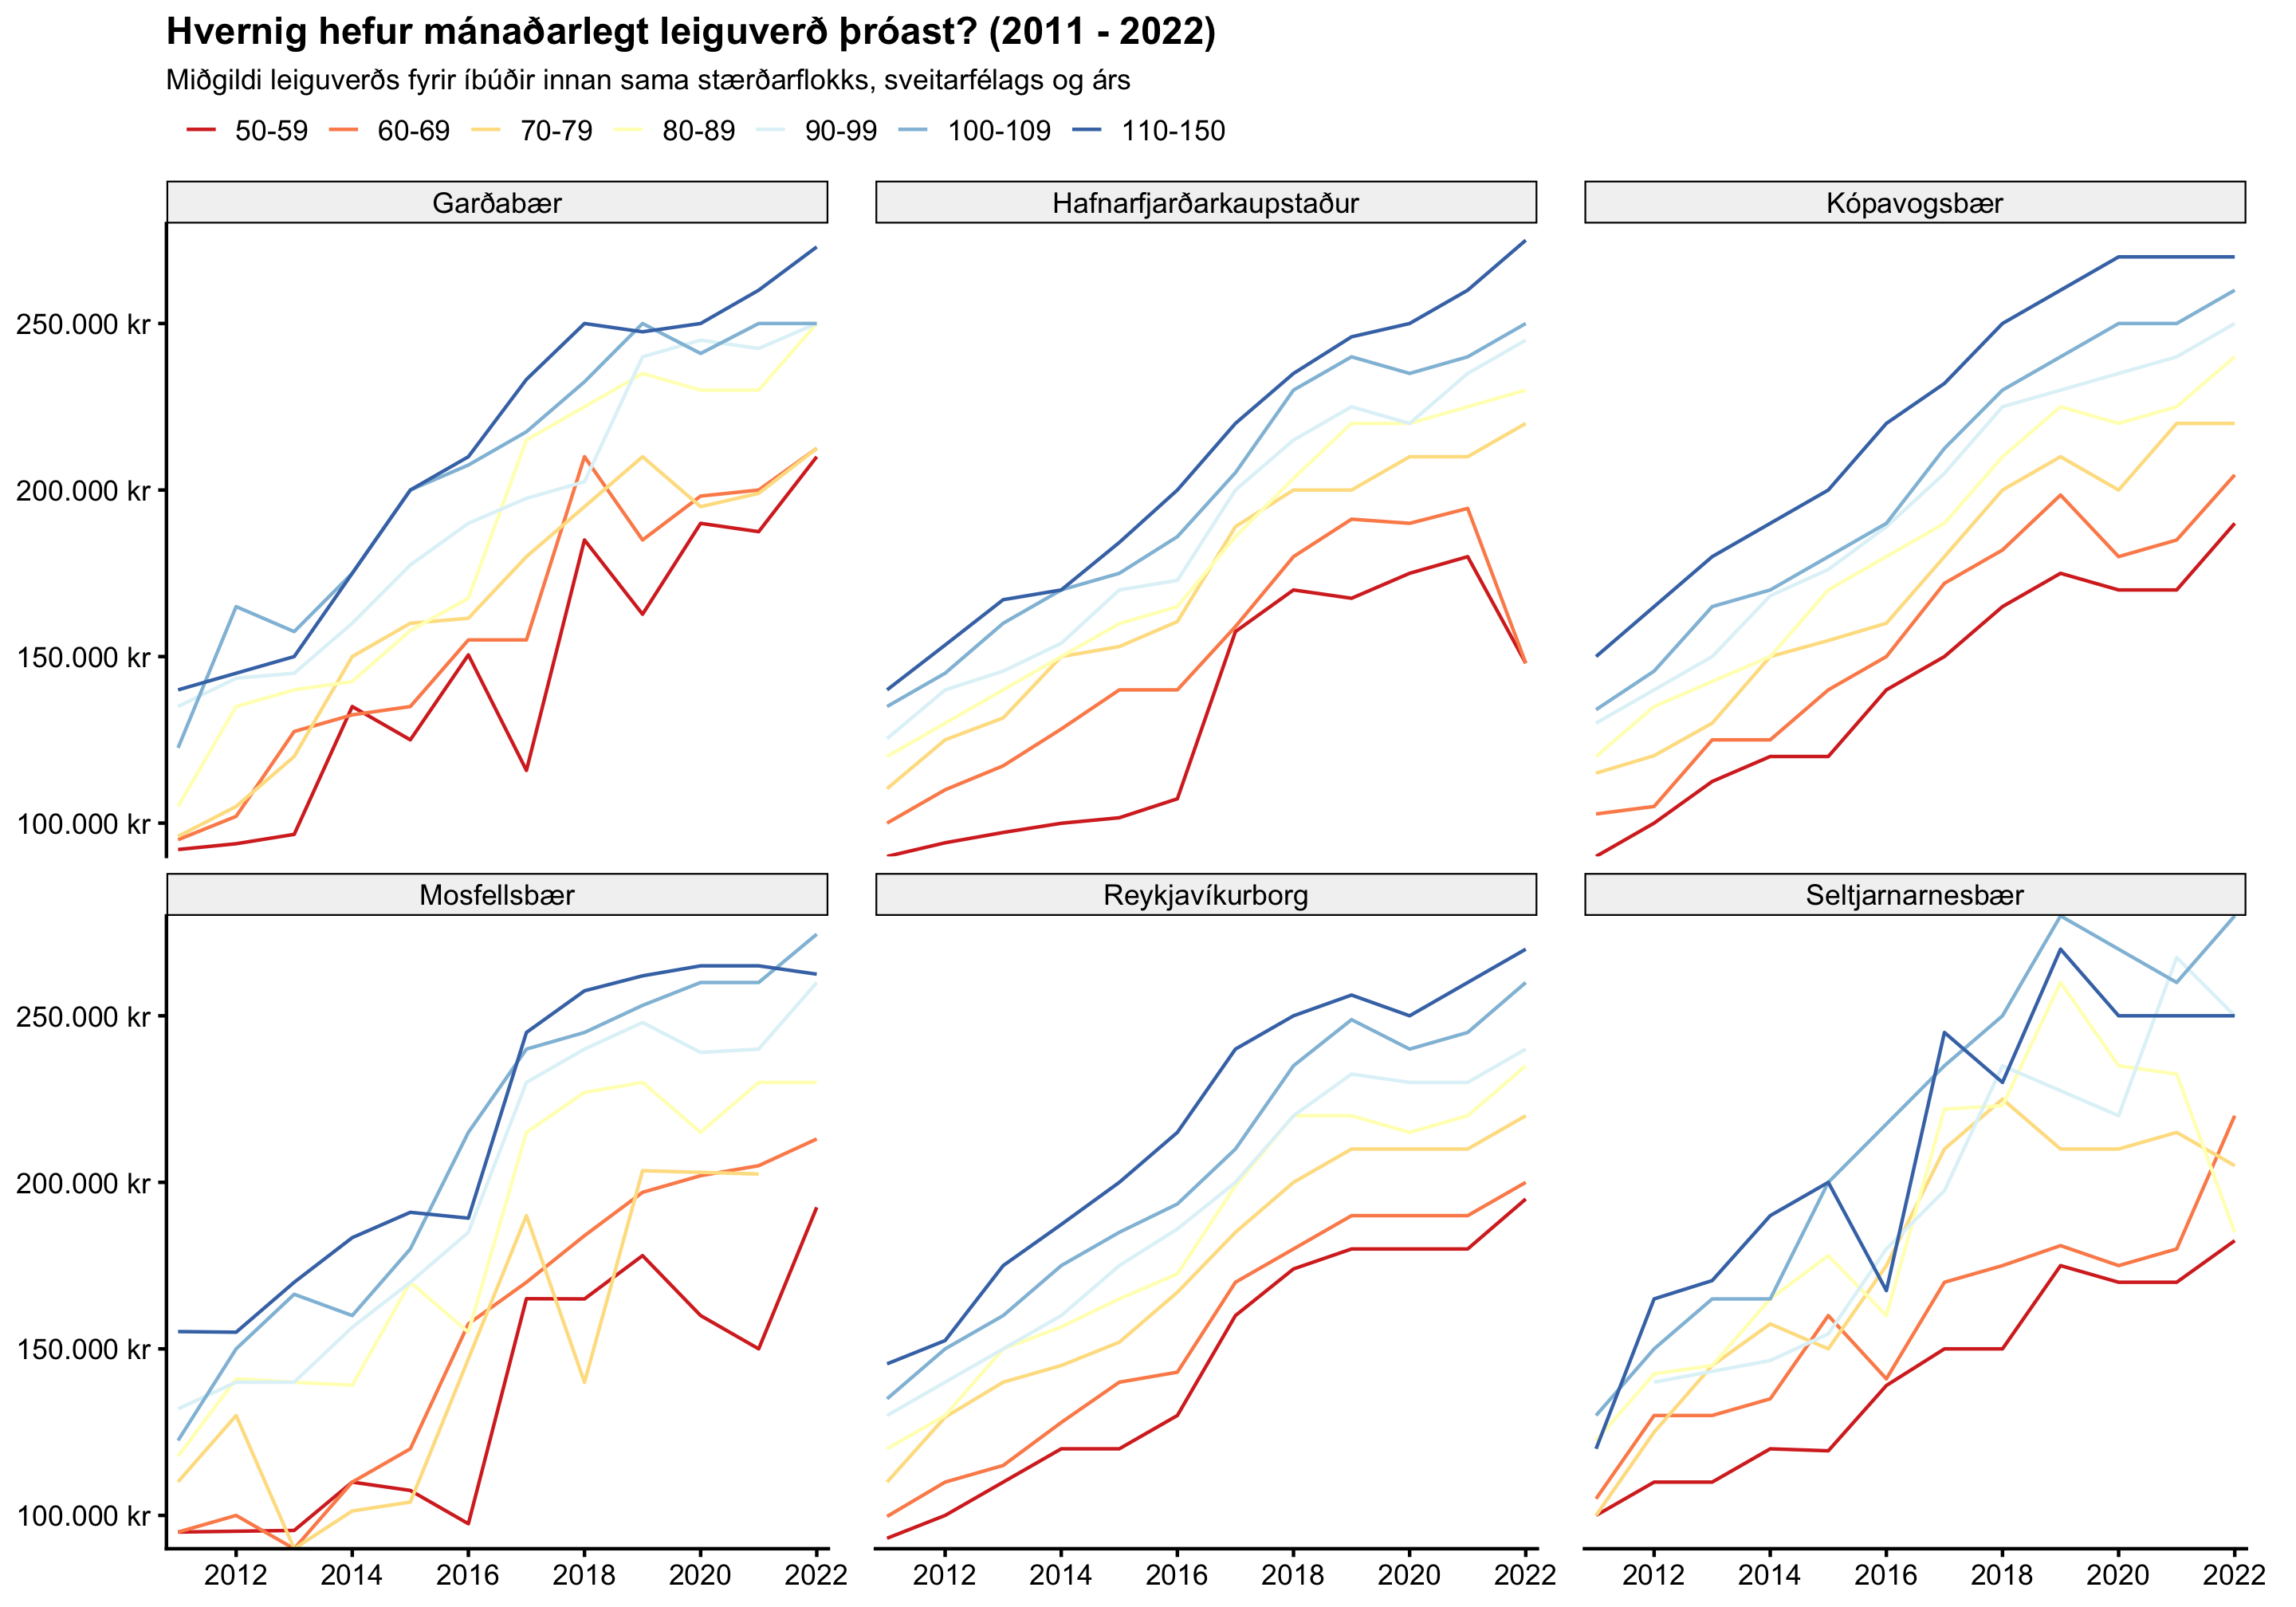 Hvernig hefur mánaðarlegt leiguverð þróast? (2011 - 2022)
Miðgildi leiguverðs fyrir íbúðir innan sama stærðarflokks, sveitarfélags og árs
50-59 60-69 70-79 80-89 90-99 100-109 110-150
Garðabær Hafnarfjarðarkaupstaður Kópavogsbær
250.000 kr
200.000 kr
150.000 kr
100.000 kr
Mosfellsbær Reykjavíkurborg Seltjarnarnesbær
250.000 kr
200.000 kr
150.000 kr
100.000 kr
2012 2014 2016 2018 2020 2022 2012 2014 2016 2018 2020 2022 2012 2014 2016 2018 2020 2022